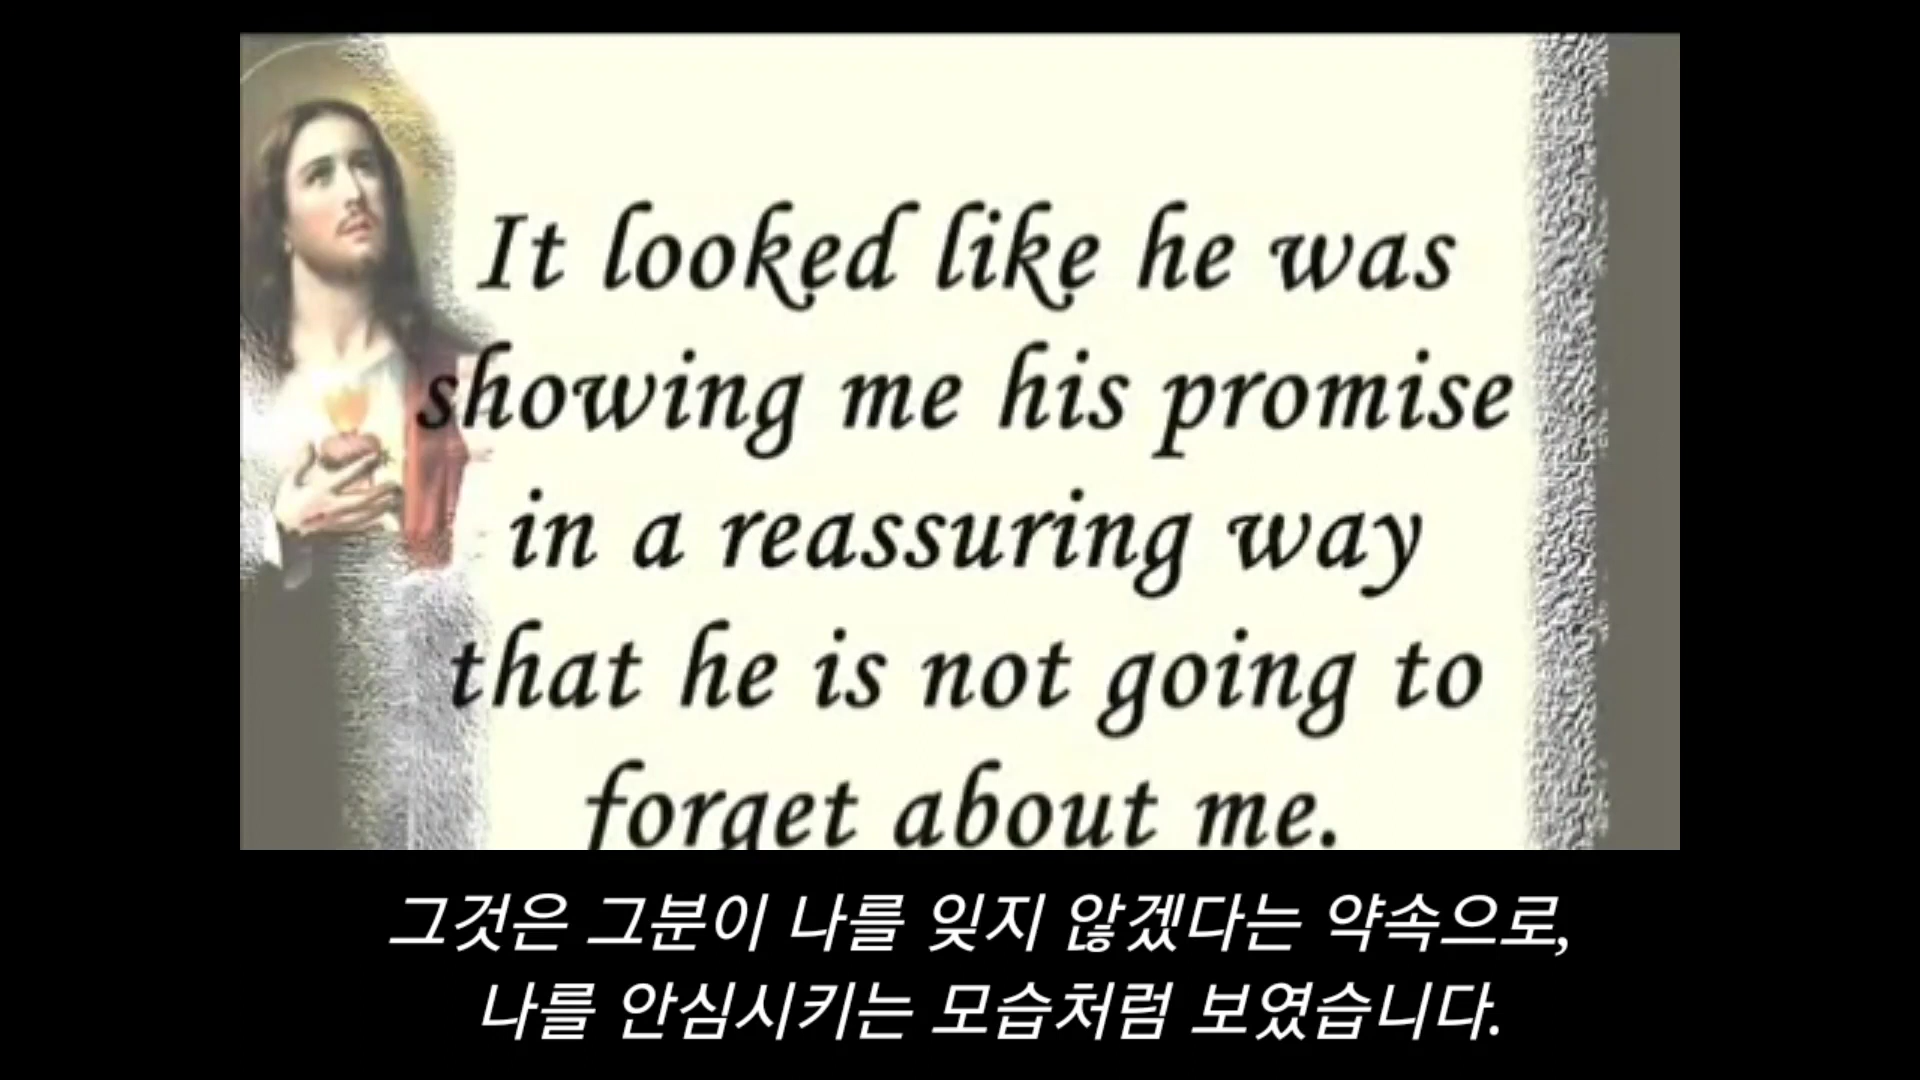 It looked like he was
showing me his promise
in a reassuring way
that he is not going to
forget about me.
그것은 그분이 나를 잊지 않겠다는 약속으로,
나를 안심시키는 모습처럼 보였습니다.